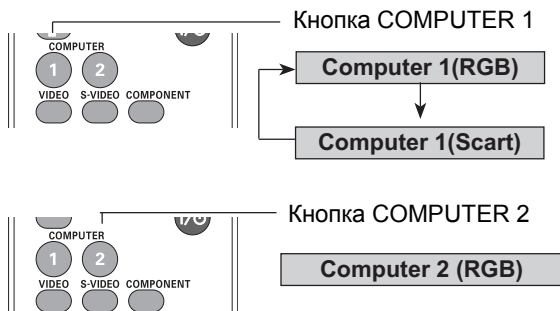 Кнопка COMPUTER 1
COMPUTER
1 2
VIDEO S-VIDEO COMPONENT
Computer 1(RGB)
Computer 1(Scart)
Кнопка COMPUTER 2
COMPUTER
1 2
VIDEO S-VIDEO COMPONENT
Computer 2 (RGB)